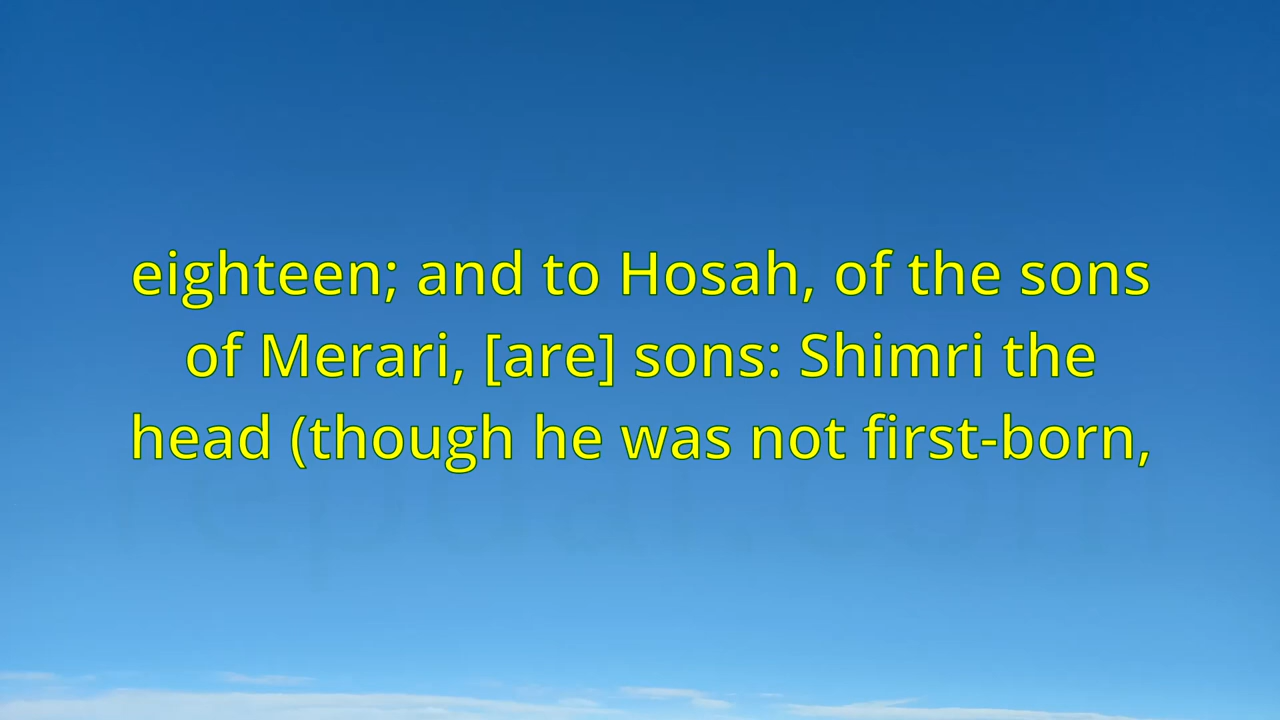 eighteen; and to Hosah, of the sons
of Merari, [are] sons: Shimri the
head (though he was not first-born,